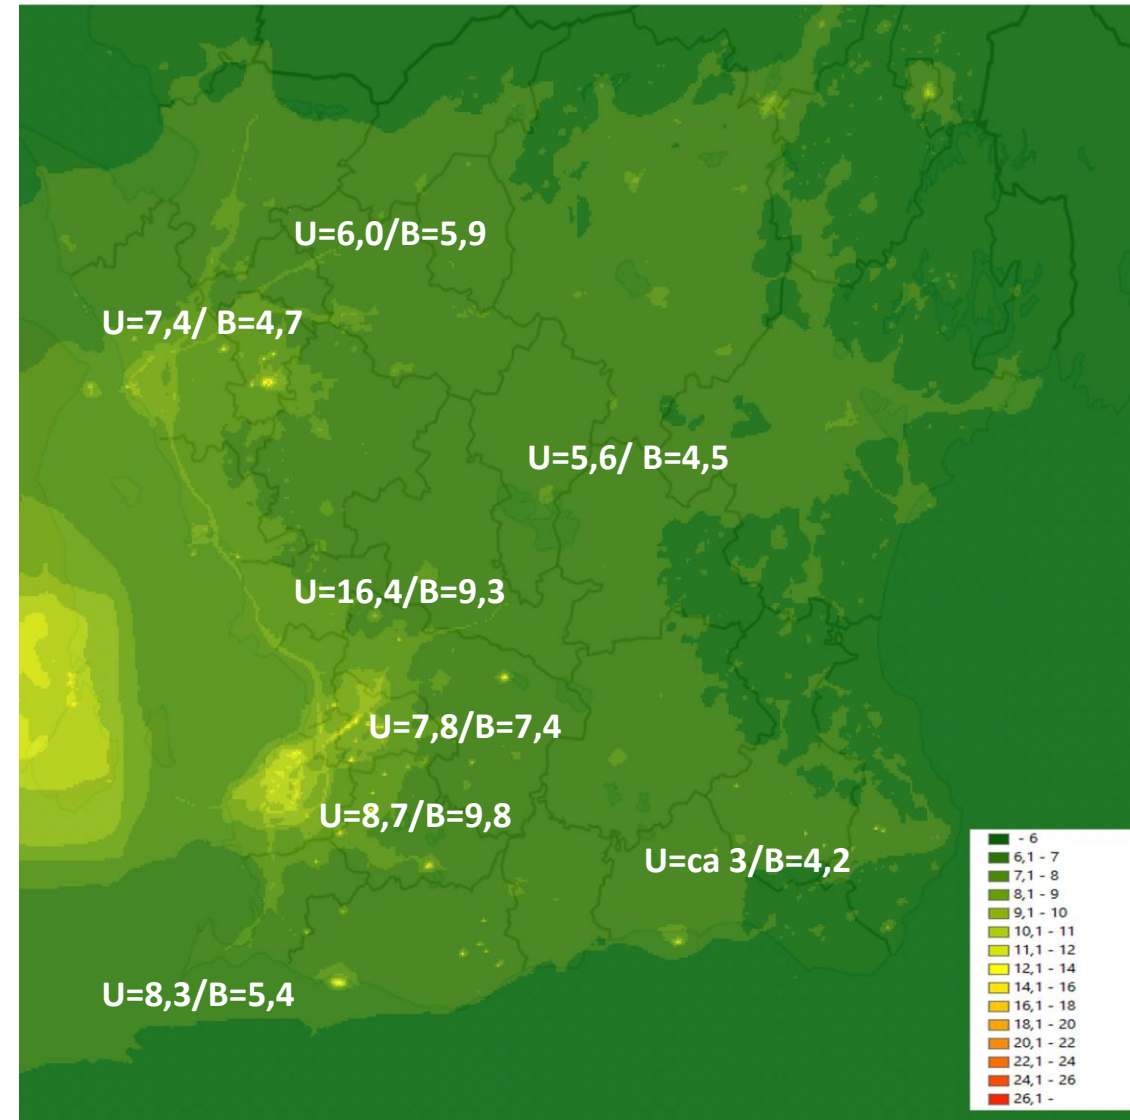 U=6,0/B=5,9
U=7,4/ B=4,7
U=5,6/ B=4,5
U=16,4/B=9,3
U=7,8/B=7,4
U=8,7/B=9,8
U=ca 3/B=4,2
U=8,3/B=5,4
- 6
6,1 - 7
7,1 - 8
8,1 - 9
9,1 - 10
10,1 - 11
11,1 - 12
12,1 - 14
14,1 - 16
16,1 - 18
18,1 - 20
20,1 - 22
22,1 - 24
24,1 - 26
26,1 -